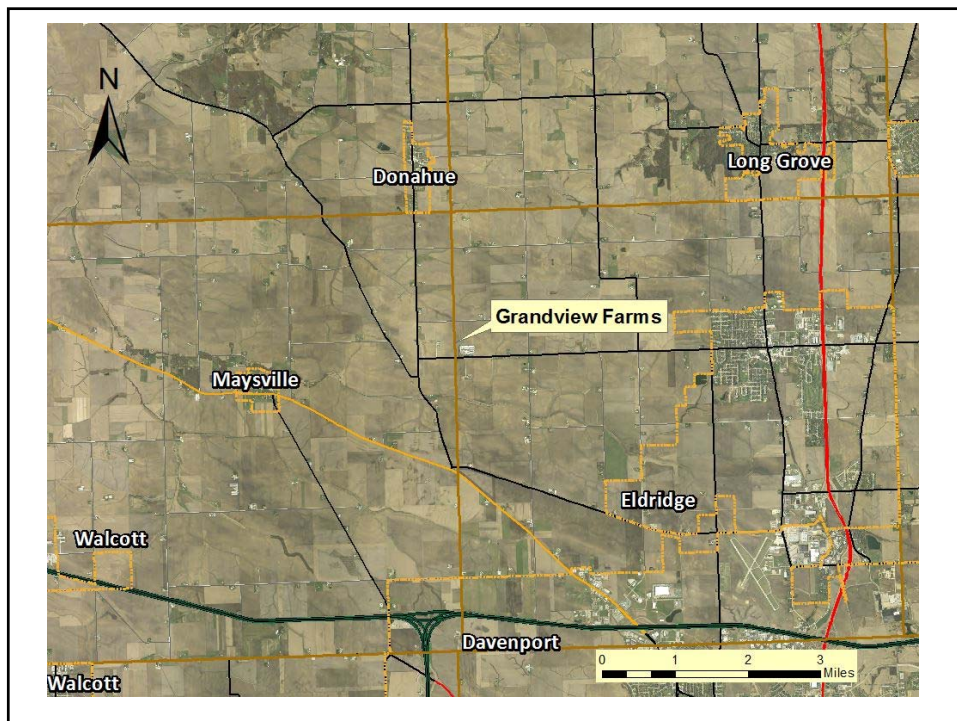 N
Donahue
Long Grove
Grandview Farms
Maysville
Eldridge
Walcott
Davenport
Walcott
0 1 2 3
Miles